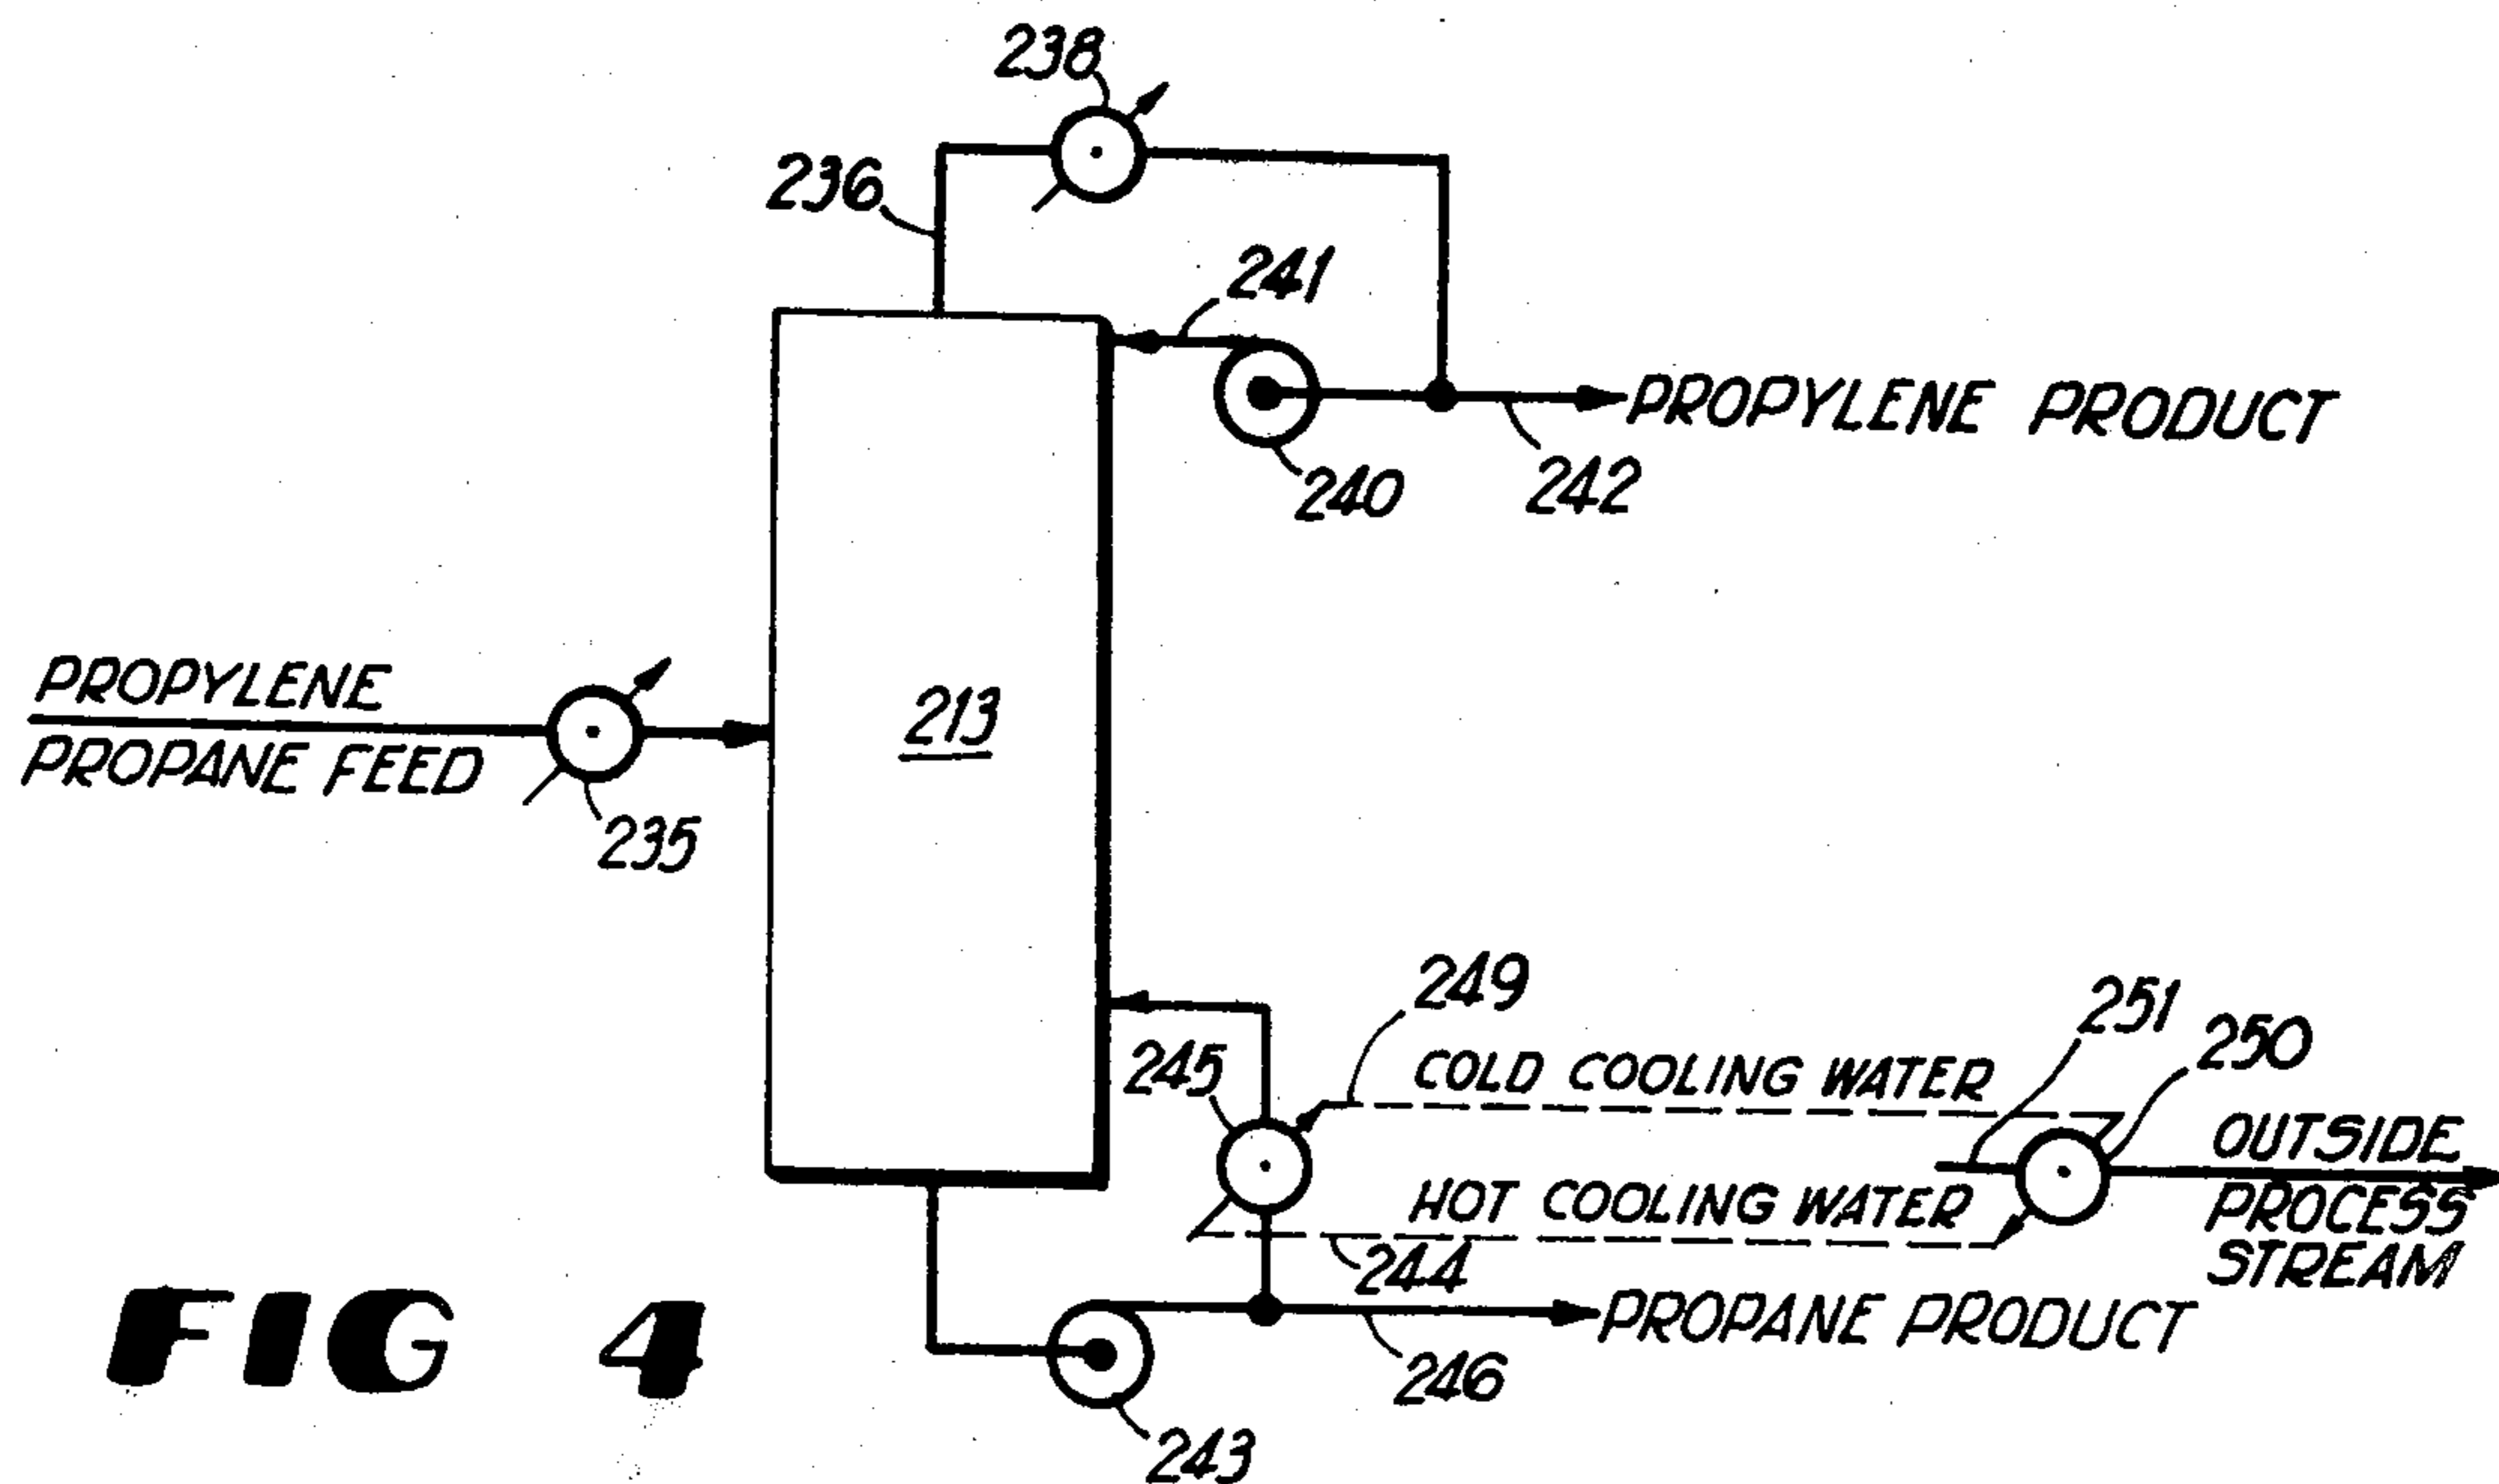 238
236
241
PROPYLENE PRODUCT
240
242
PROPYLENE
PROPANE FEED
213
235
249
251
250
245
COLD COOLING WATER
OUTSIDE
PROCESS
STREAM
HOT COOLING WATER
244
PROPANE PRODUCT
246
243
FIG 4